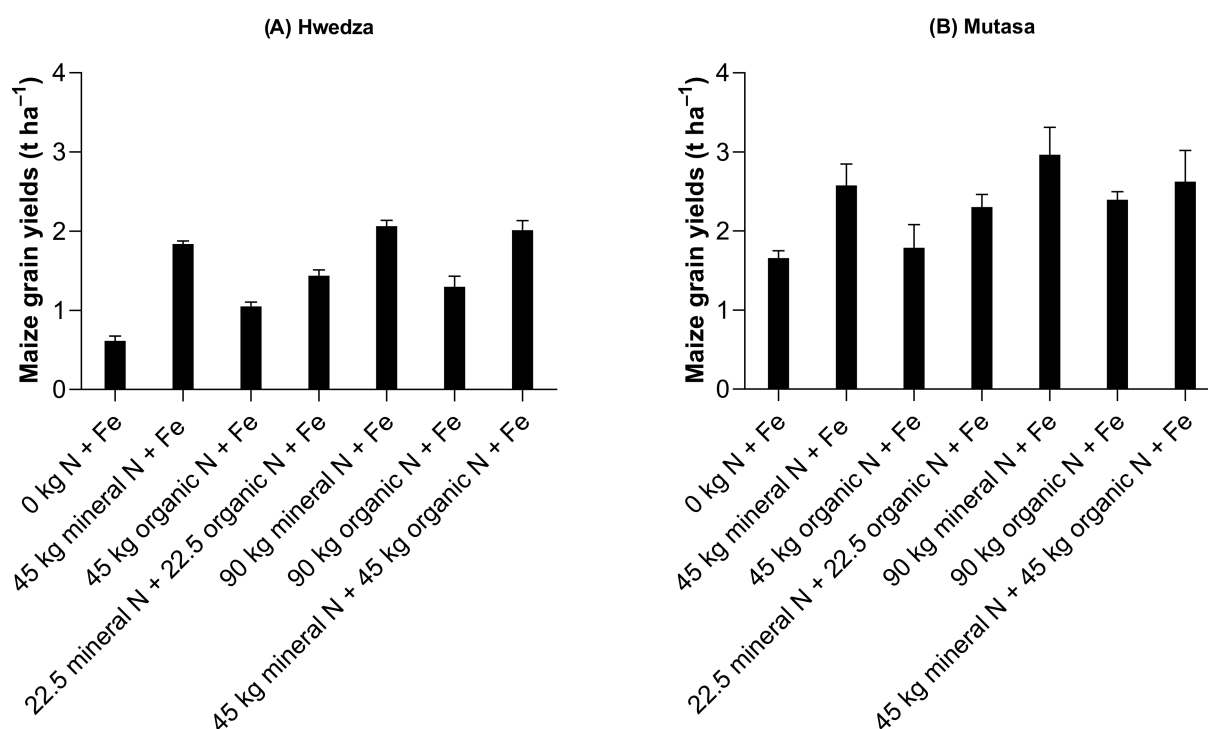 (A) Hwedza
Maize grain yields (t ha⁻¹)
4
3
2
1
0
0 kg N + Fe
45 kg mineral N + Fe
45 kg organic N + Fe
22.5 mineral N + 22.5 organic N + Fe
90 kg mineral N + Fe
90 kg organic N + Fe
45 kg mineral N + 45 kg organic N + Fe
(B) Mutasa
Maize grain yields (t ha⁻¹)
4
3
2
1
0
0 kg N + Fe
45 kg mineral N + Fe
45 kg organic N + Fe
22.5 mineral N + 22.5 organic N + Fe
90 kg mineral N + Fe
90 kg organic N + Fe
45 kg mineral N + 45 kg organic N + Fe